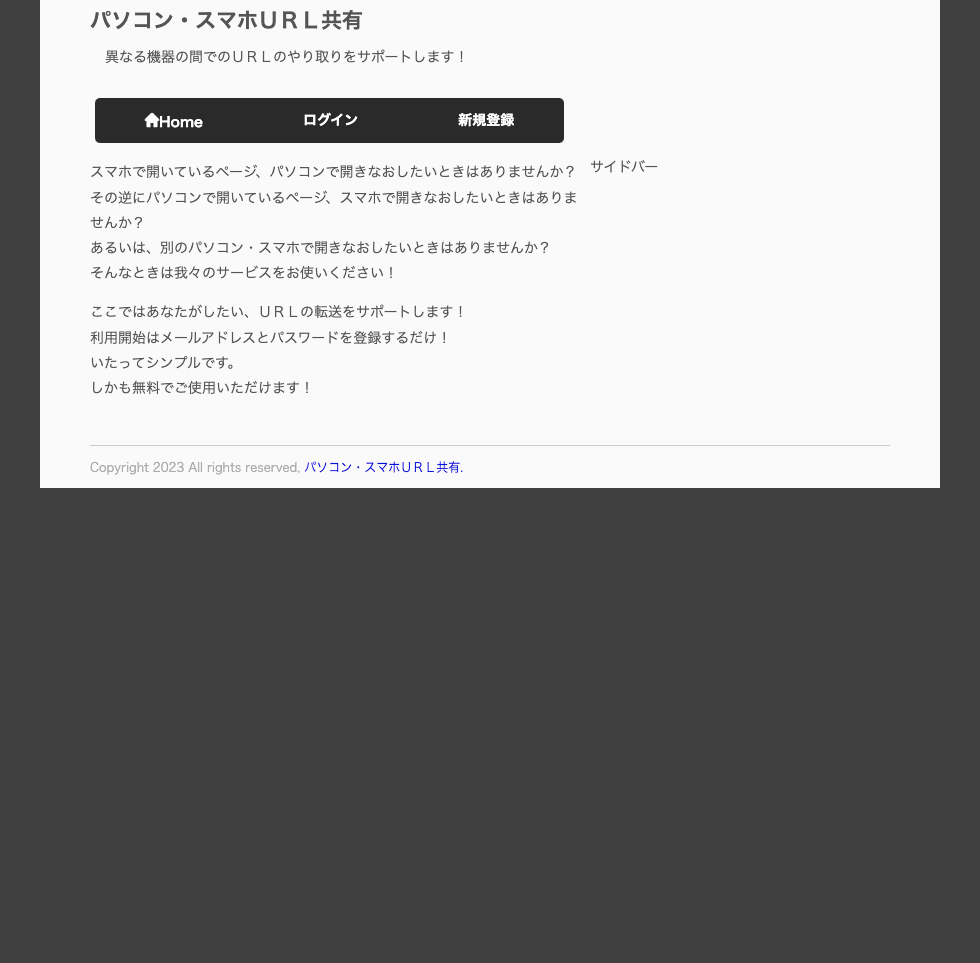 パソコン・スマホＵＲＬ共有
異なる機器の間でのＵＲＬのやり取りをサポートします！
Home ログイン 新規登録
スマホで開いているページ、パソコンで開きなおしたいときはありませんか？
その逆にパソコンで開いているページ、スマホで開きなおしたいときはありま
せんか？
あるいは、別のパソコン・スマホで開きなおしたいときはありませんか？
そんなときは我々のサービスをお使いください！
ここではあなたがしたい、ＵＲＬの転送をサポートします！
利用開始はメールアドレスとパスワードを登録するだけ！
いたってシンプルです。
しかも無料でご使用いただけます！
サイドバー
Copyright 2023 All rights reserved, パソコン・スマホＵＲＬ共有.